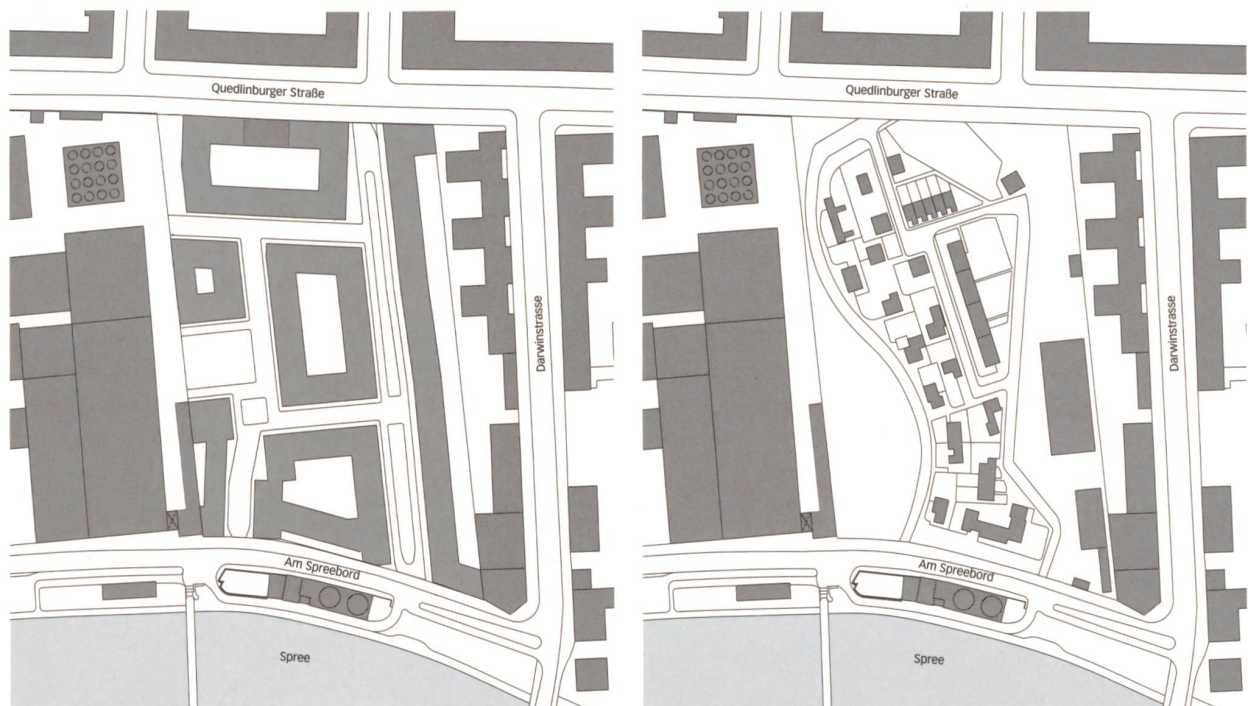 Quedlinburger Straße
Darwinstrasse
Am Spreebord
Spree
Quedlinburger Straße
Darwinstrasse
Am Spreebord
Spree